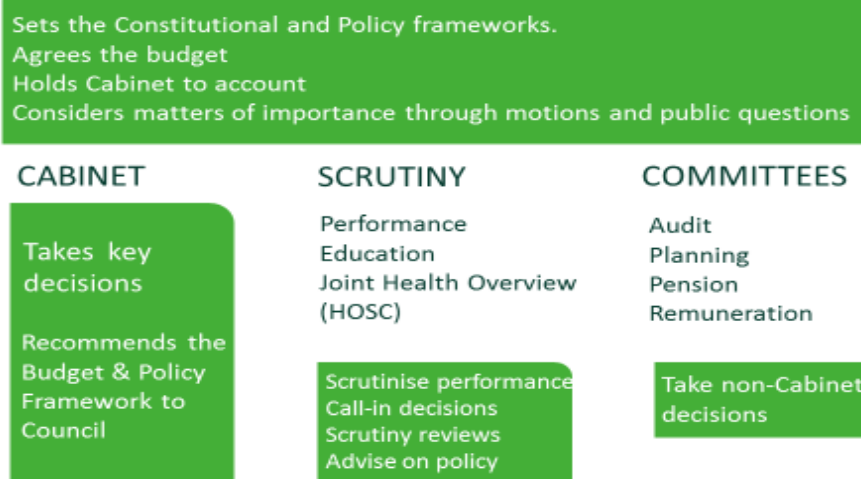 Sets the Constitutional and Policy frameworks.
Agrees the budget
Holds Cabinet to account
Considers matters of importance through motions and public questions
CABINET
Takes key
decisions
Recommends the
Budget & Policy
Framework to
Council
SCRUTINY
Performance
Education
Joint Health Overview
(HOSC)
Scrutinise performance
Call-in decisions
Scrutiny reviews
Advise on policy
COMMITTEES
Audit
Planning
Pension
Remuneration
Take non-Cabinet
decisions